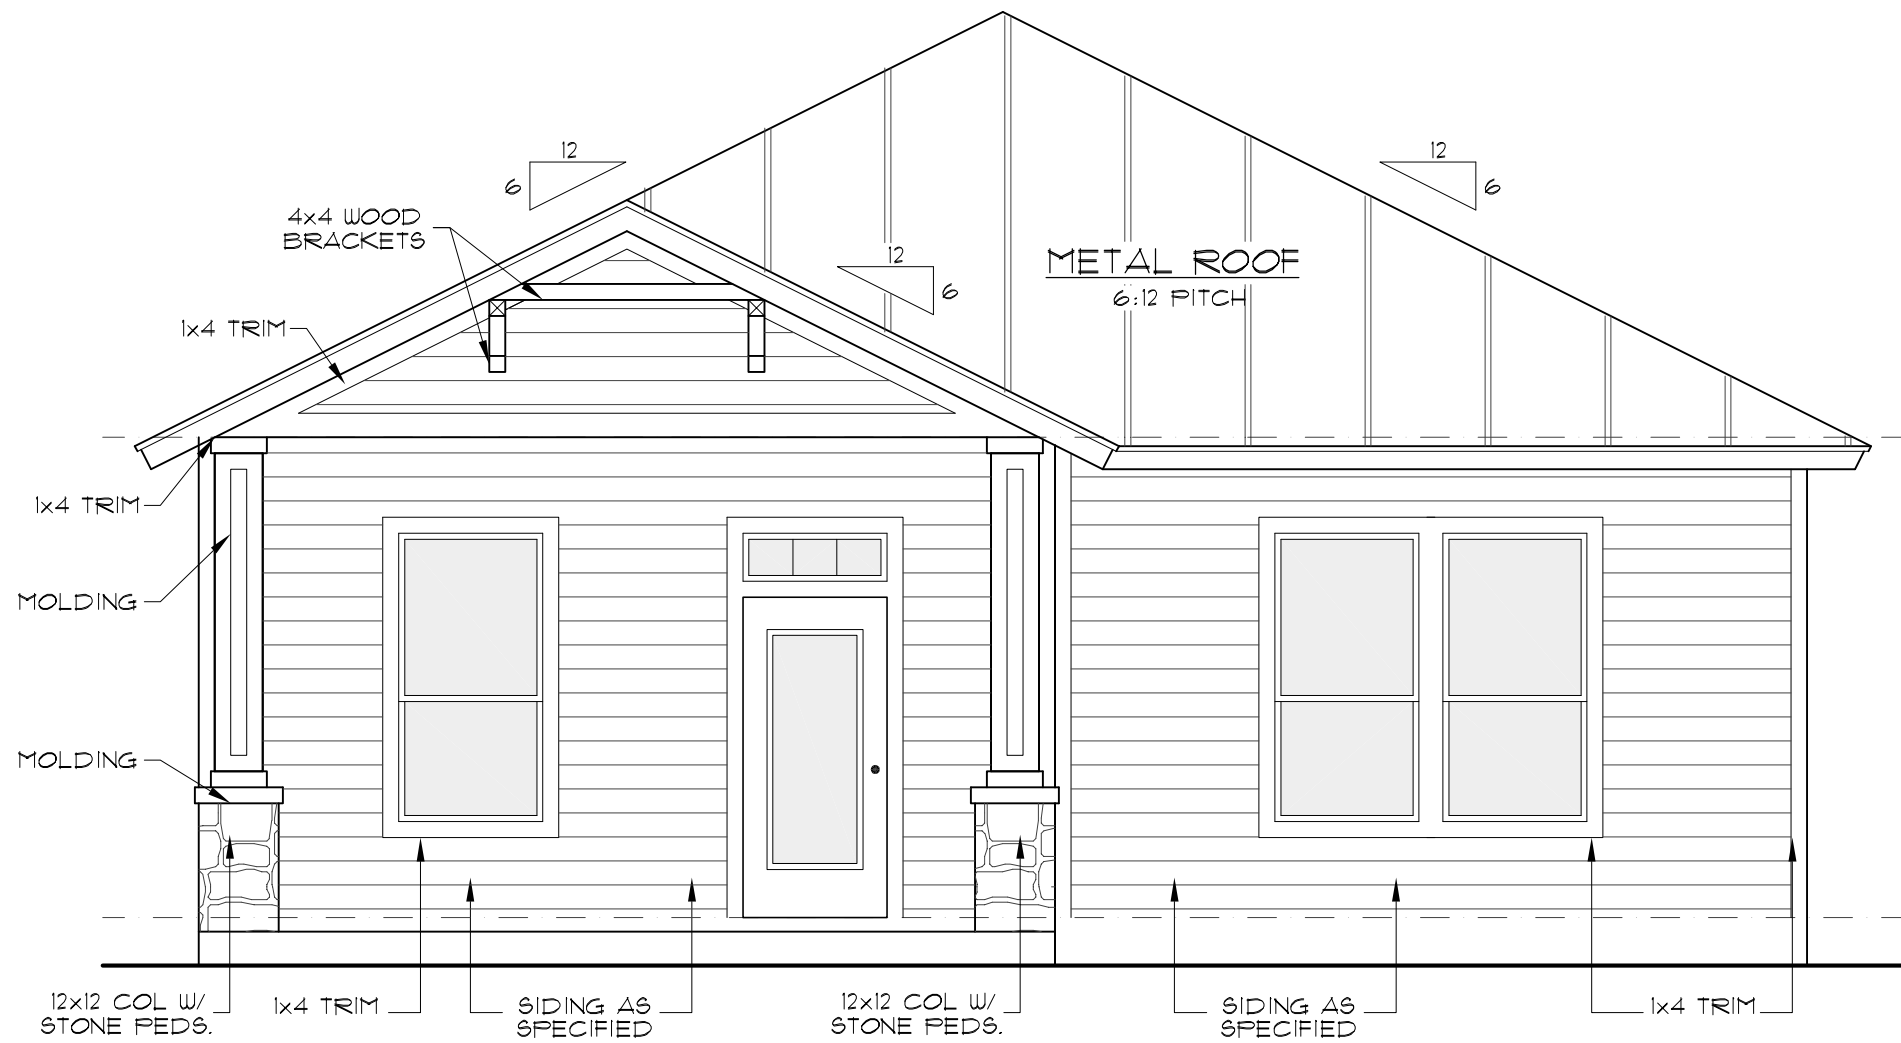 12
12
6
6
4x4 WOOD
BRACKETS
12
METAL ROOF
6
6:12 PITCH
1x4 TRIM
1x4 TRIM
MOLDING
MOLDING
12x12 COL W/
STONE PEDS.
1x4 TRIM
SIDING AS
SPECIFIED
12x12 COL W/
STONE PEDS.
SIDING AS
SPECIFIED
1x4 TRIM